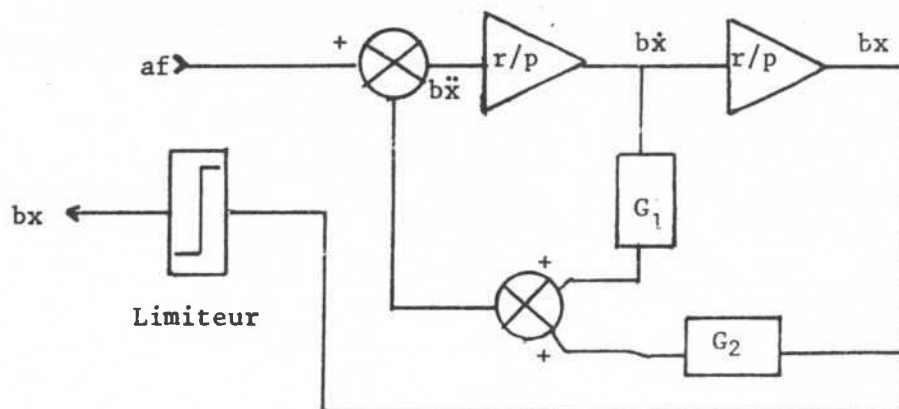 +
bẋ
bx
af
r/p
r/p
bẍ
G1
bx
+
Limiteur
G2
+